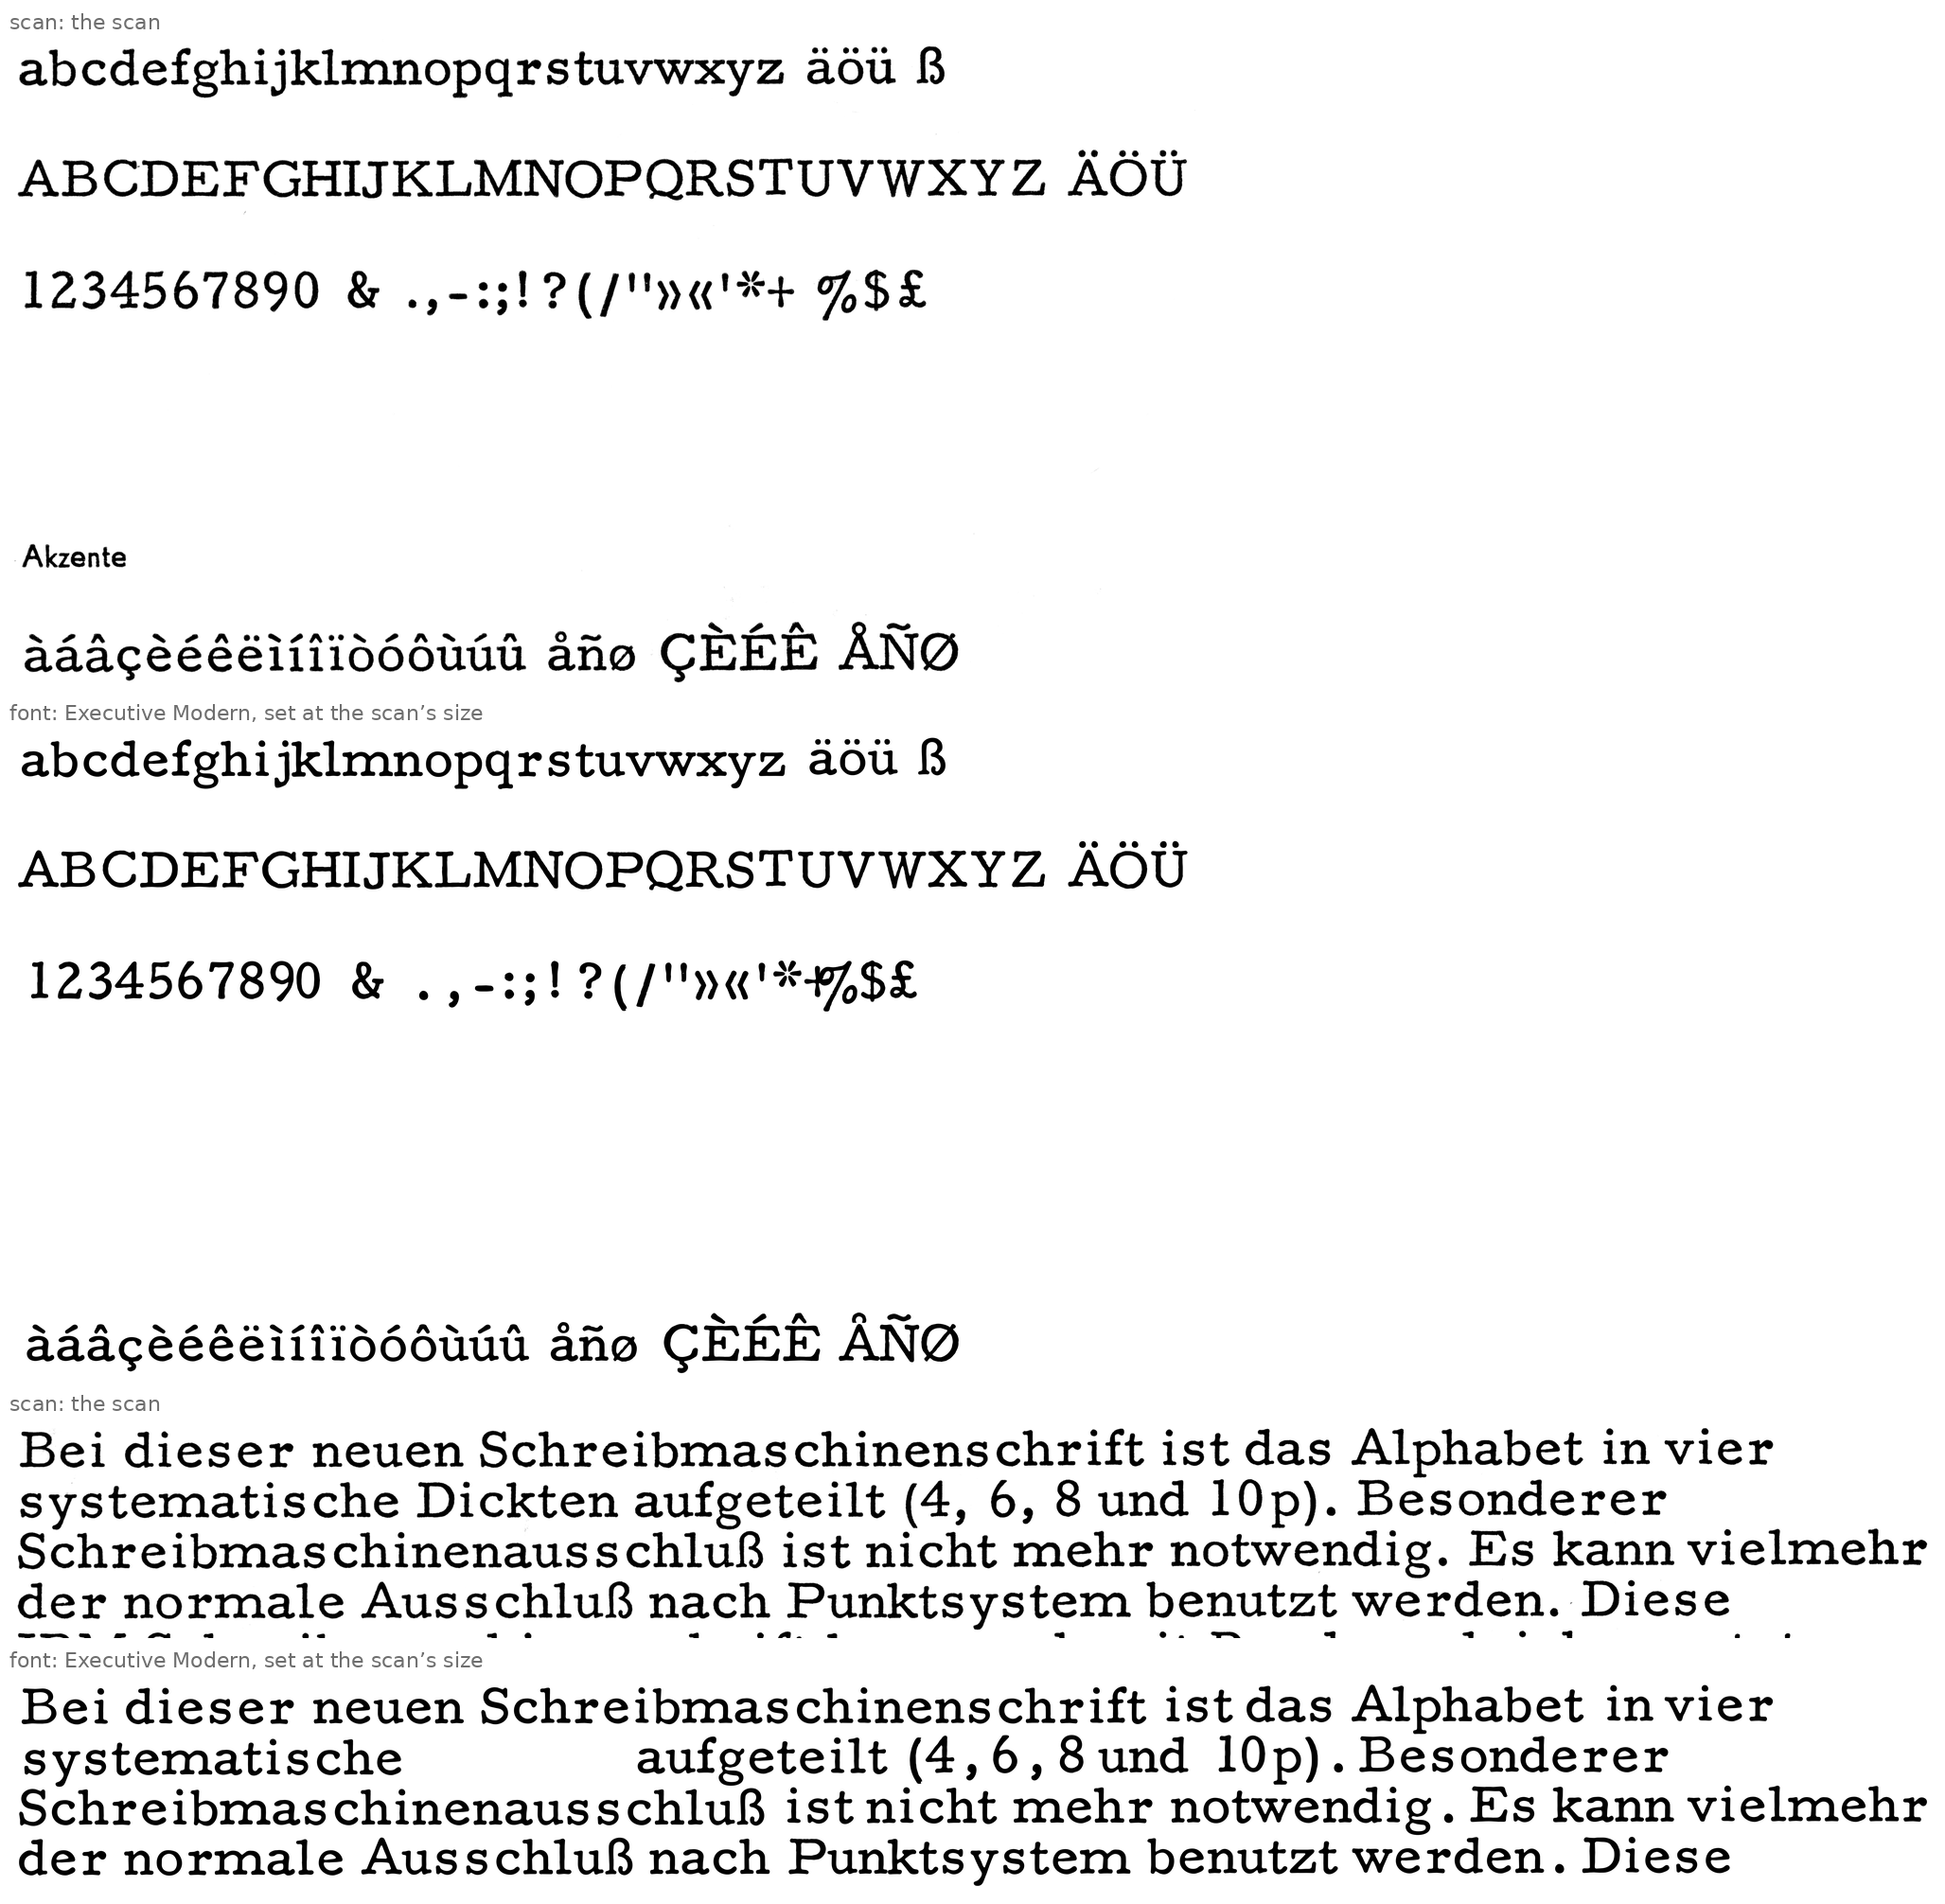 scan: the scan
abcdefghijklmnopqrstuvwxyz äöü ß
ABCDEFGHIJKLMNOPQRSTUVWXYZ ÄÖÜ
1234567890 & .,-:;!?(/"»«'*+ %$£
Akzente
àáâçèéêëìíîïòóôùúû åñø ÇÈÉÊ ÅÑØ
font: Executive Modern, set at the scan’s size
abcdefghijklmnopqrstuvwxyz äöü ß
ABCDEFGHIJKLMNOPQRSTUVWXYZ ÄÖÜ
1234567890 & .,-:;!?(/"»«'*+%$£
àáâçèéêëìíîïòóôùúû åñø ÇÈÉÊ ÅÑØ
scan: the scan
Bei dieser neuen Schreibmaschinenschrift ist das Alphabet in vier
systematische Dickten aufgeteilt (4, 6, 8 und 10p). Besonderer
Schreibmaschinenausschluß ist nicht mehr notwendig. Es kann vielmehr
der normale Ausschluß nach Punktsystem benutzt werden. Diese
font: Executive Modern, set at the scan’s size
Bei dieser neuen Schreibmaschinenschrift ist das Alphabet in vier
systematische aufgeteilt (4, 6, 8 und 10p). Besonderer
Schreibmaschinenausschluß ist nicht mehr notwendig. Es kann vielmehr
der normale Ausschluß nach Punktsystem benutzt werden. Diese